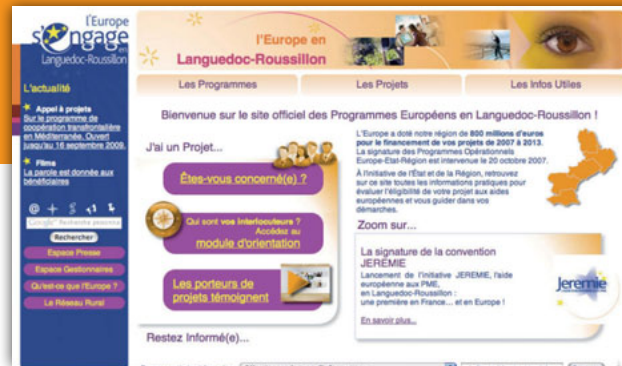 l'Europe
s'engage
en
Languedoc-Roussillon
l'Europe en
Languedoc-Roussillon
Les Programmes
Les Projets
Les Infos Utiles
L'actualité
Appel à projets
Sur le programme de
coopération transfrontalière
en Méditerranée. Ouvert
jusqu'au 16 septembre 2009.
Films
La parole est donnée aux
bénéficiaires
Rechercher
Espace Presse
Espace Gestionnaires
Qu'est-ce que l'Europe ?
Le Réseau Rural
Bienvenue sur le site officiel des Programmes Européens en Languedoc-Roussillon !
J'ai un Projet...
Êtes-vous concerné(e) ?
Qui sont vos interlocuteurs ?
Accédez au
module d'orientation
Les porteurs de
projets témoignent
L'Europe a doté notre région de 800 millions d'euros
pour le financement de vos projets de 2007 à 2013.
La signature des Programmes Opérationnels
Europe-Etat-Région est intervenue le 20 octobre 2007.
À l'initiative de l'État et de la Région, retrouvez
sur ce site toutes les informations pratiques pour
évaluer l'éligibilité de votre projet aux aides
européennes et vous guider dans vos
démarches.
Zoom sur...
La signature de la convention
JEREMIE
Lancement de l'initiative JEREMIE, l'aide
européenne aux PME,
en Languedoc-Roussillon :
une première en France... et en Europe !
En savoir plus...
Jeremie
Restez Informé(e)...